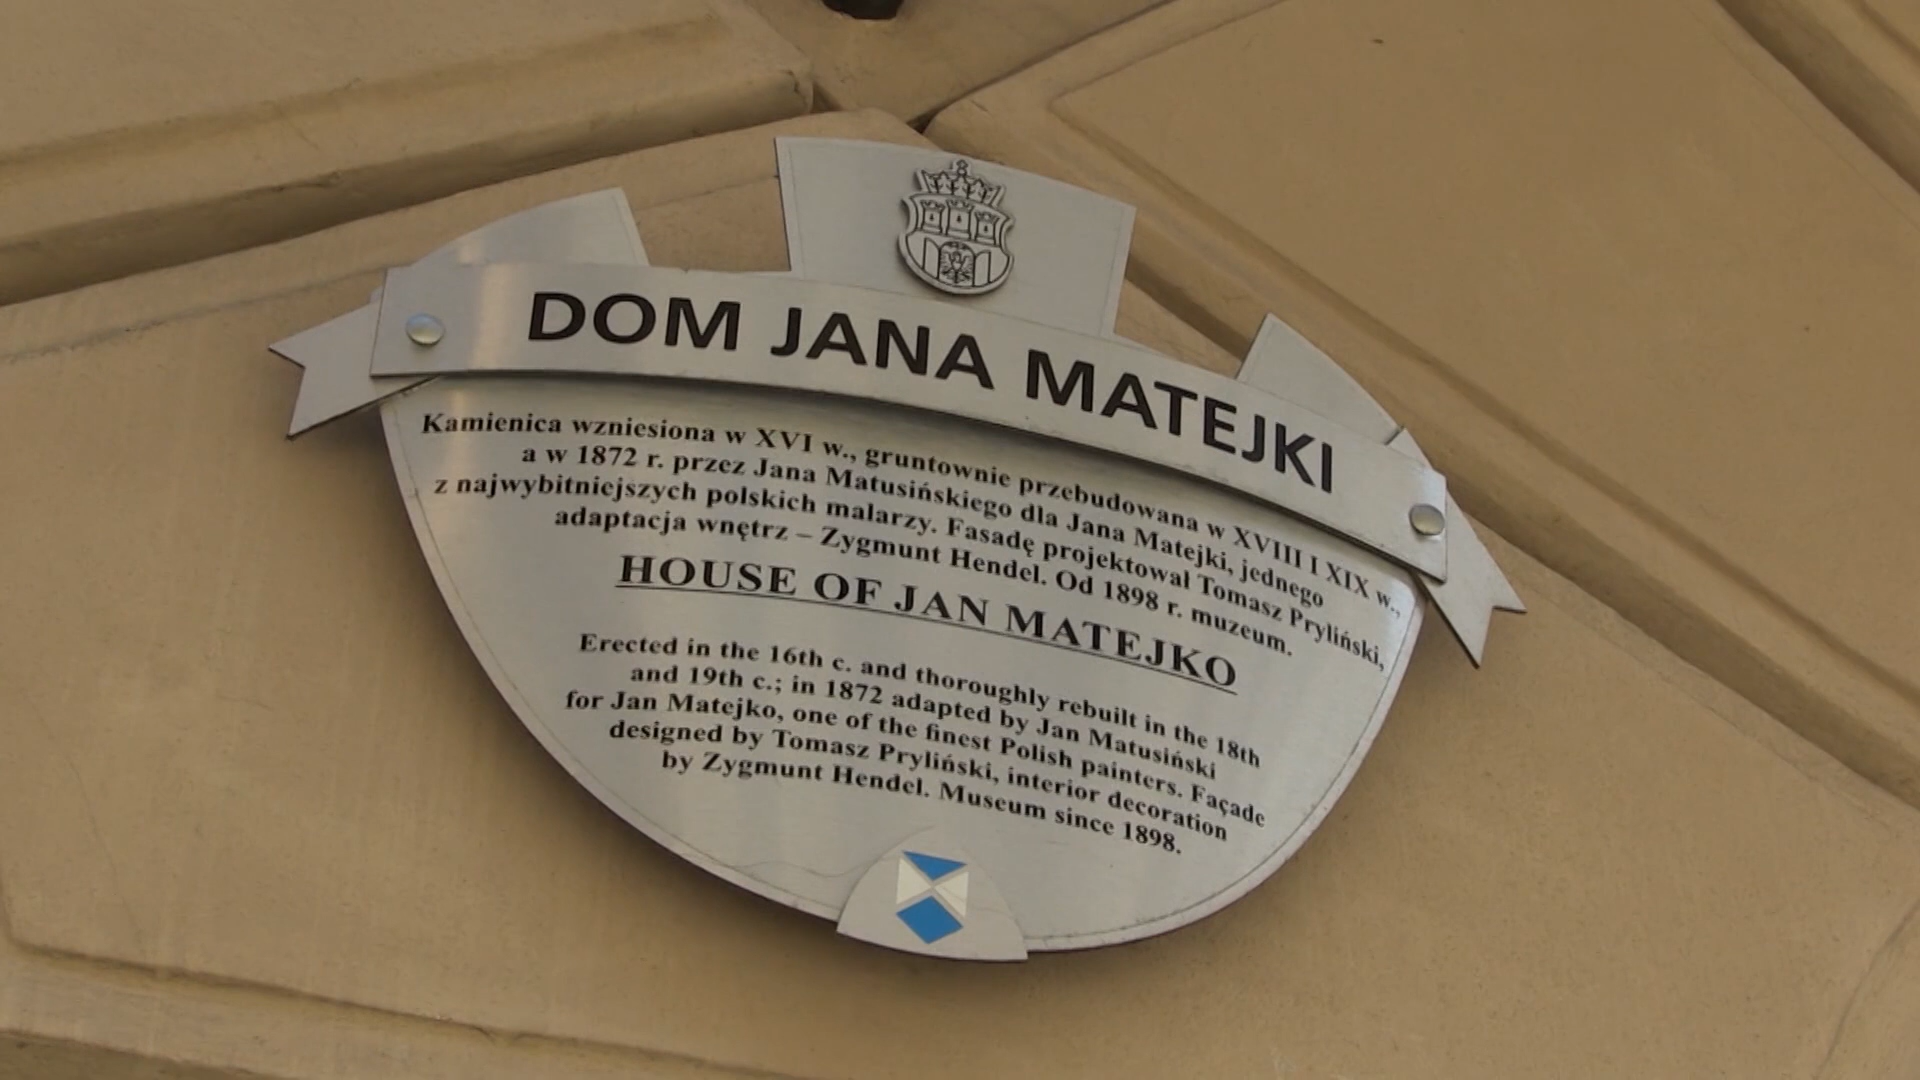 DOM JANA MATEJKI
Kamienica wzniesiona w XVI w., gruntownie przebudowana w XVIII I XIX w.,
a w 1872 r. przez Jana Matusińskiego dla Jana Matejki, jednego
z najwybitniejszych polskich malarzy. Fasadę projektował Tomasz Pryliński,
adaptacja wnętrz – Zygmunt Hendel. Od 1898 r. muzeum.
HOUSE OF JAN MATEJKO
Erected in the 16th c. and thoroughly rebuilt in the 18th
and 19th c.; in 1872 adapted by Jan Matusiński
for Jan Matejko, one of the finest Polish painters. Façade
designed by Tomasz Pryliński, interior decoration
by Zygmunt Hendel. Museum since 1898.